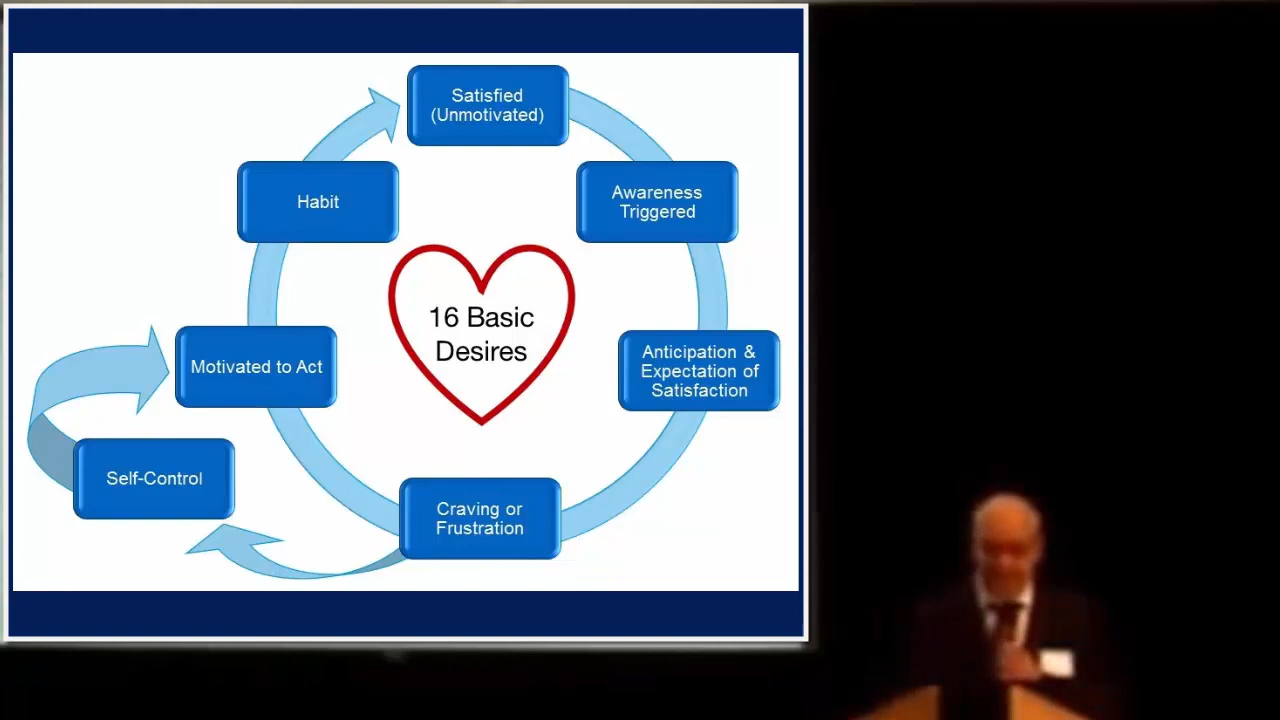 Satisfied
(Unmotivated)
Awareness
Triggered
Anticipation &
Expectation of
Satisfaction
Craving or
Frustration
Self-Control
Motivated to Act
Habit
16 Basic
Desires